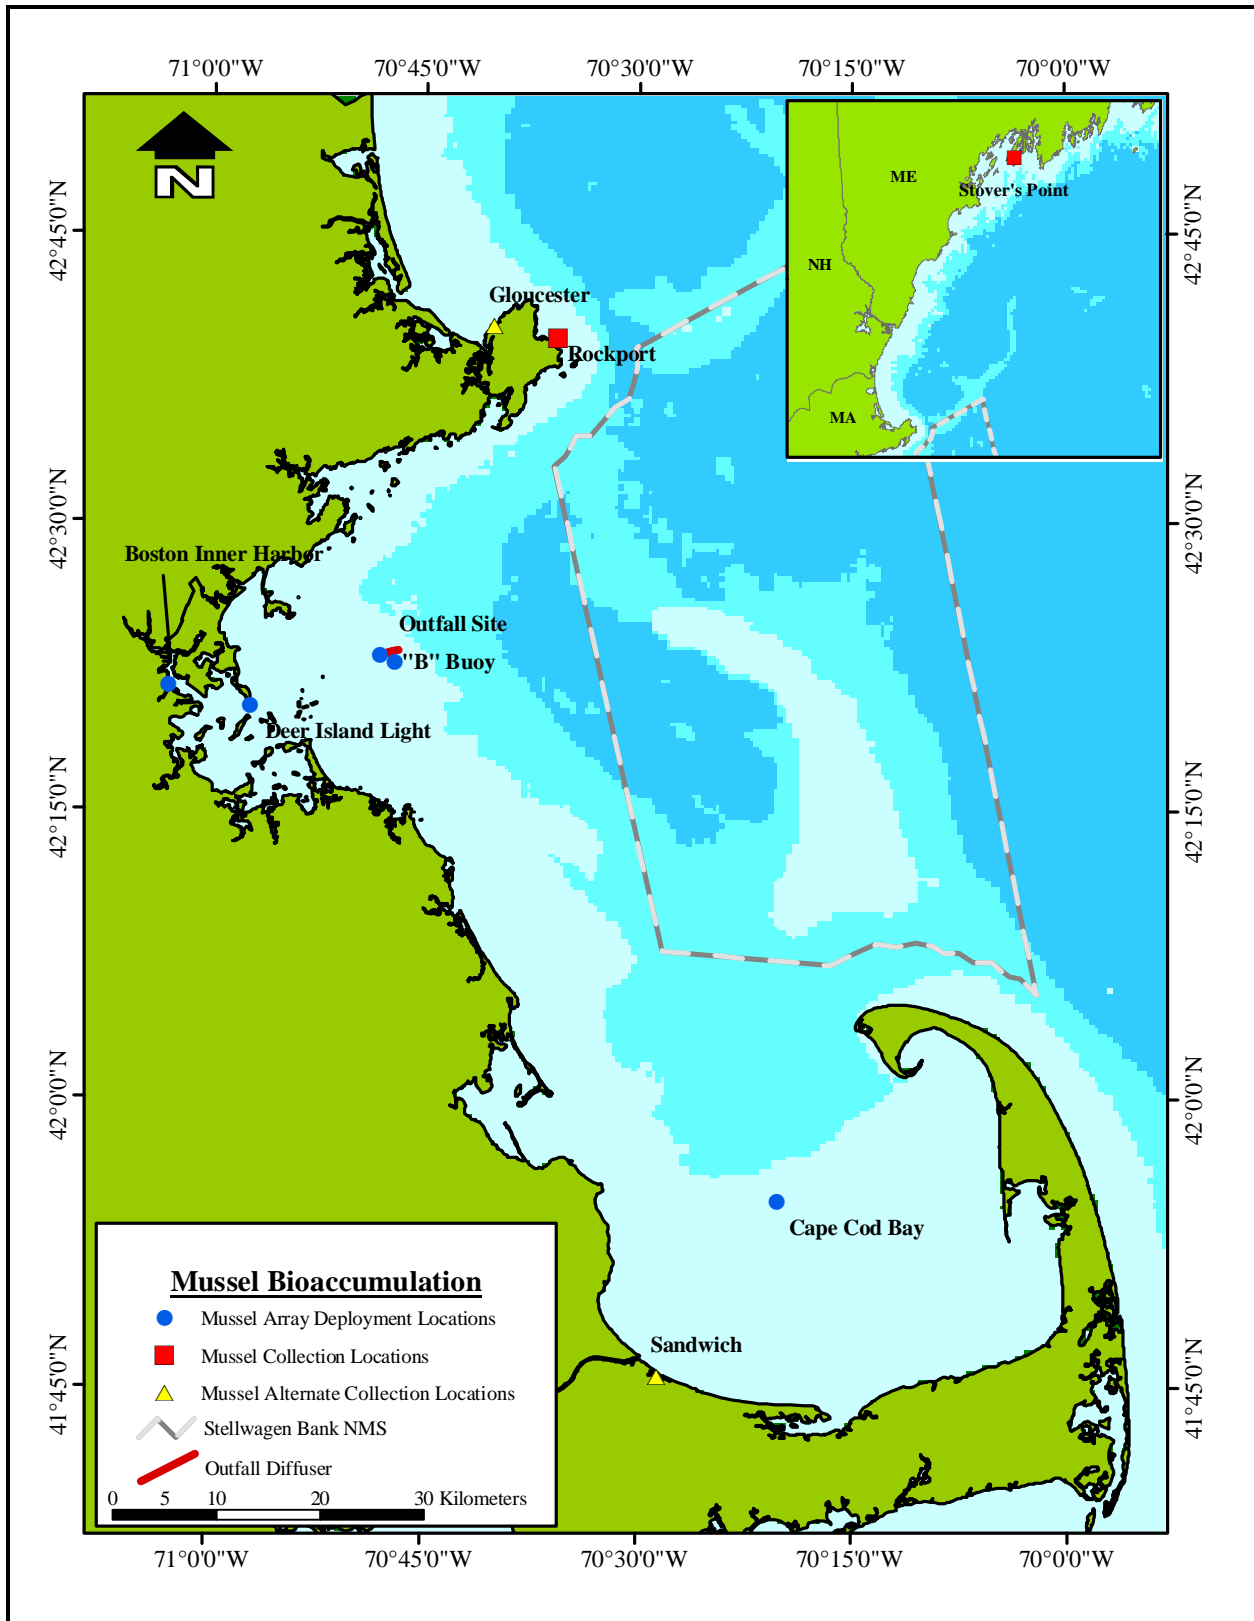 71°0'0"W 70°45'0"W 70°30'0"W 70°15'0"W 70°0'0"W
N
ME
Stover's Point
NH
MA
42°45'0"N
42°45'0"N
Gloucester
Rockport
42°30'0"N
42°30'0"N
Boston Inner Harbor
Outfall Site
"B" Buoy
Deer Island Light
42°15'0"N
42°15'0"N
42°0'0"N
42°0'0"N
Cape Cod Bay
Sandwich
41°45'0"N
41°45'0"N
Mussel Bioaccumulation
Mussel Array Deployment Locations
Mussel Collection Locations
Mussel Alternate Collection Locations
Stellwagen Bank NMS
Outfall Diffuser
0 5 10 20 30 Kilometers
71°0'0"W 70°45'0"W 70°30'0"W 70°15'0"W 70°0'0"W